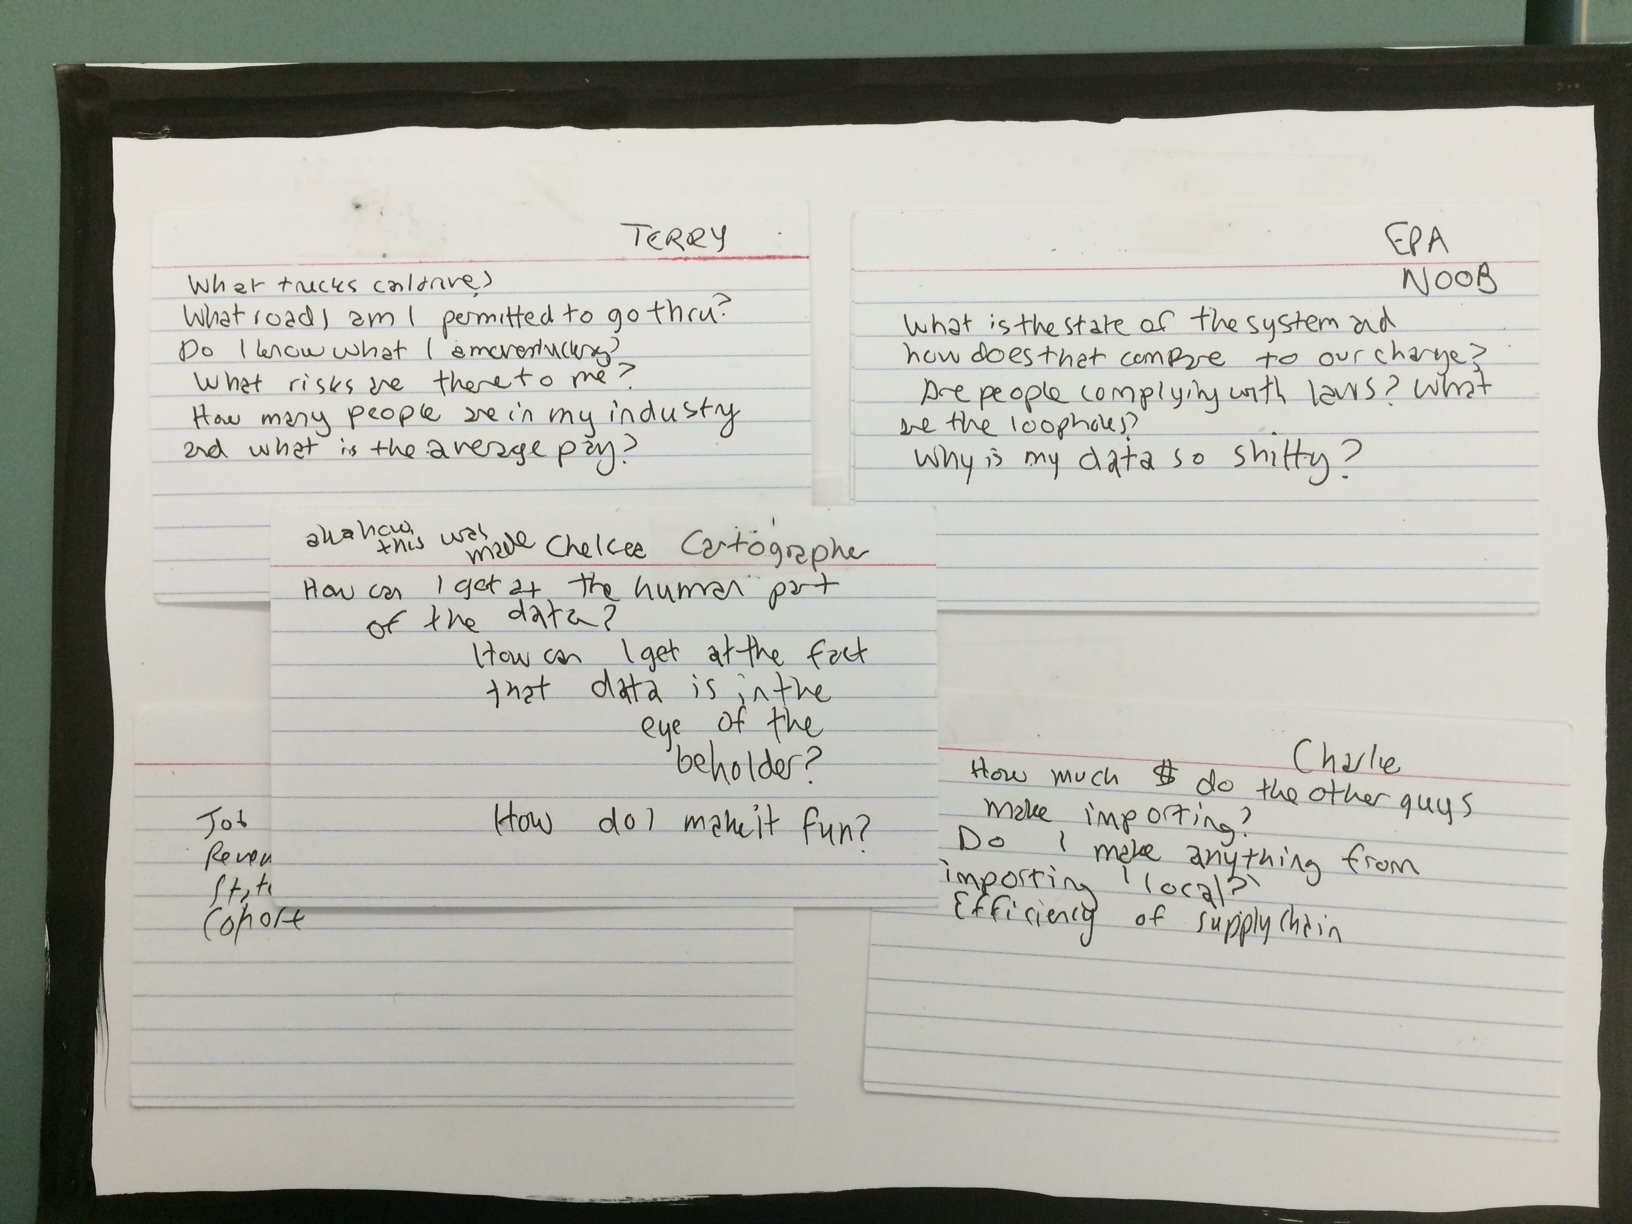 TERRY
What trucks can I drive?
What roads am I permitted to go thru?
Do I know what I am
What risks are there to me?
How many people are in my industry
and what is the average pay?
EPA
NOOB
What is the state of the system and
how does that compare to our charge?
Are people complying with laws? What
are the loopholes?
Why is my data so shitty?
aka how
this was
made Chelcee Cartographer
How can I get at the human part
of the data?
How can I get at the fact
that data is in the
eye of the
beholder?
How do I make it fun?
Job
Reven
Cohort
Charlie
How much $ do the other guys
make importing?
Do I make anything from
importing 'local?'
Efficiency of supply chain